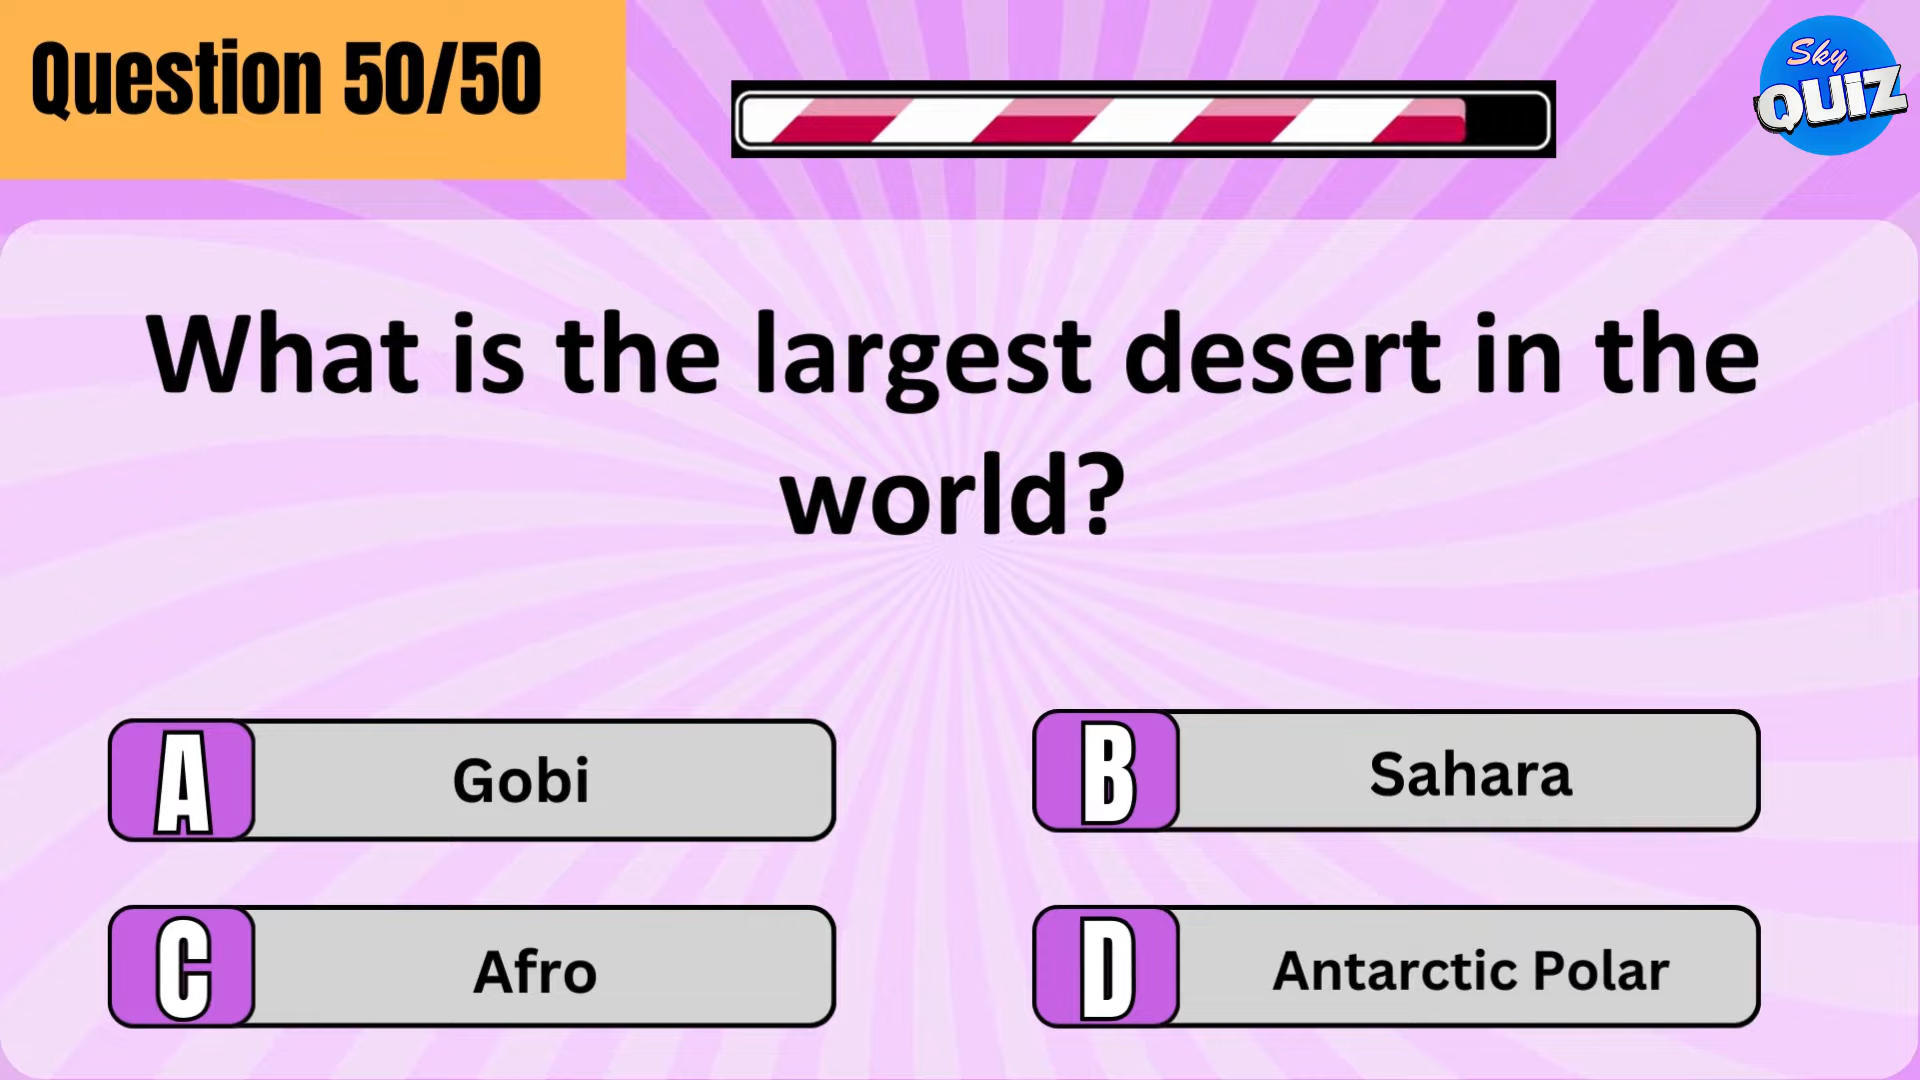 Question 50/50
Sky
QUIZ
What is the largest desert in the
world?
A Gobi
B Sahara
C Afro
D Antarctic Polar